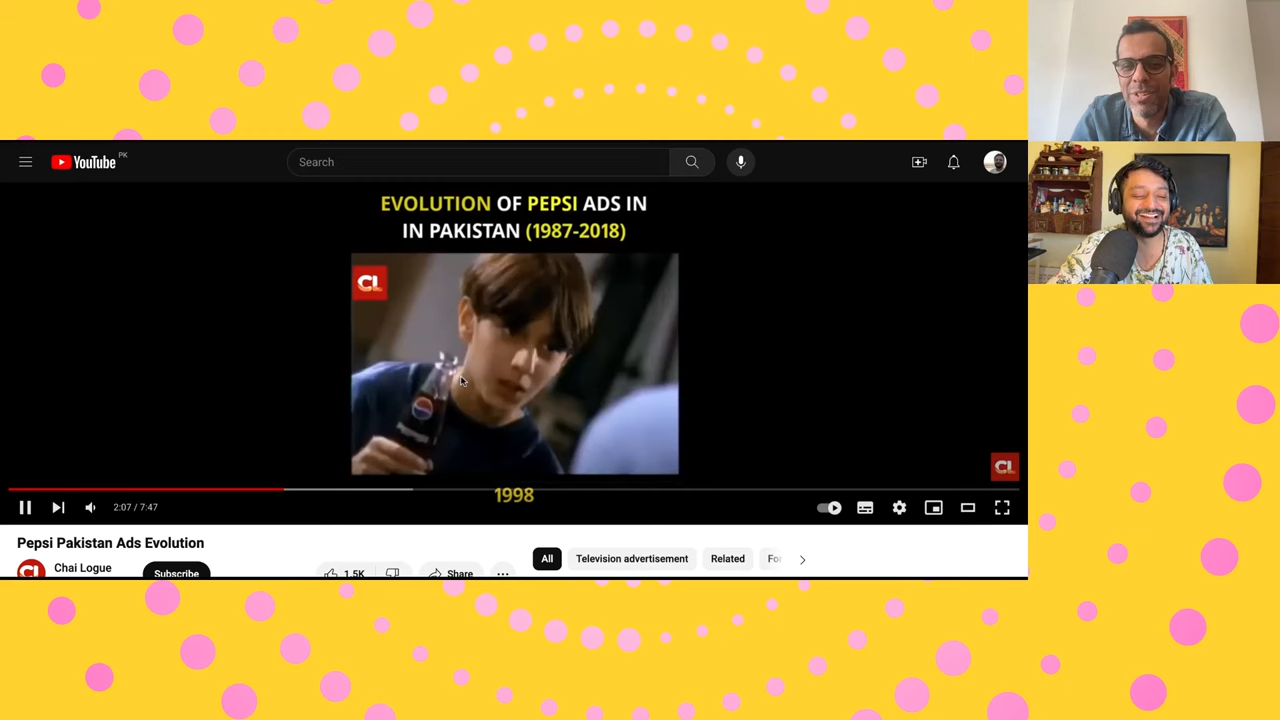 YouTube PK
Search
EVOLUTION OF PEPSI ADS IN
IN PAKISTAN (1987-2018)
CL
CL
1998
2:07 / 7:47
Pepsi Pakistan Ads Evolution
All
Television advertisement
Related
For
Chai Logue
Subscribe
1.5K
Share